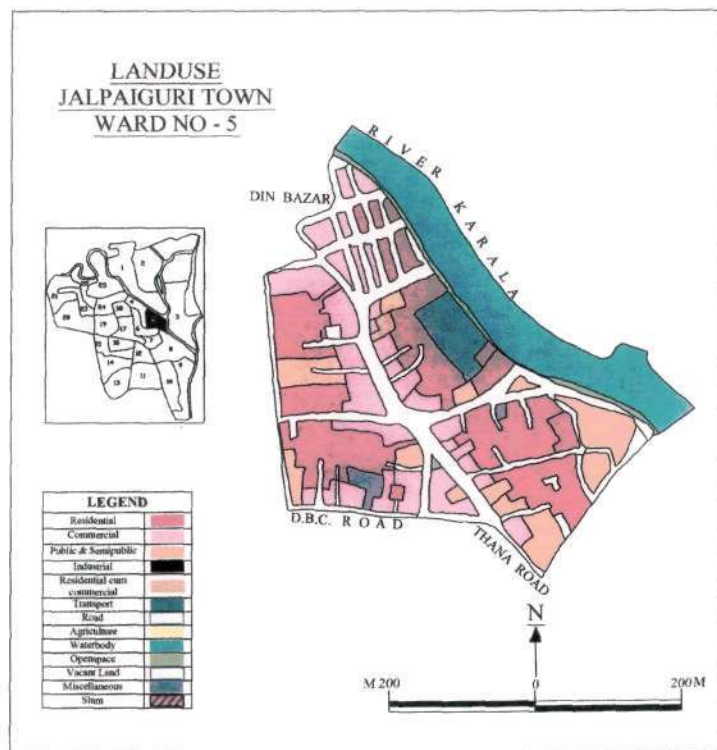 LANDUSE
JALPAIGURI TOWN
WARD NO - 5
RIVER KARALA
DIN BAZAR
D.B.C. ROAD
THANA ROAD
LEGEND
Residential
Commercial
Public & Semipublic
Industrial
Residential cum
commercial
Transport
Road
Agriculture
Waterbody
Openspace
Vacant Land
Miscellaneous
Slum
N
M 200 0 200 M